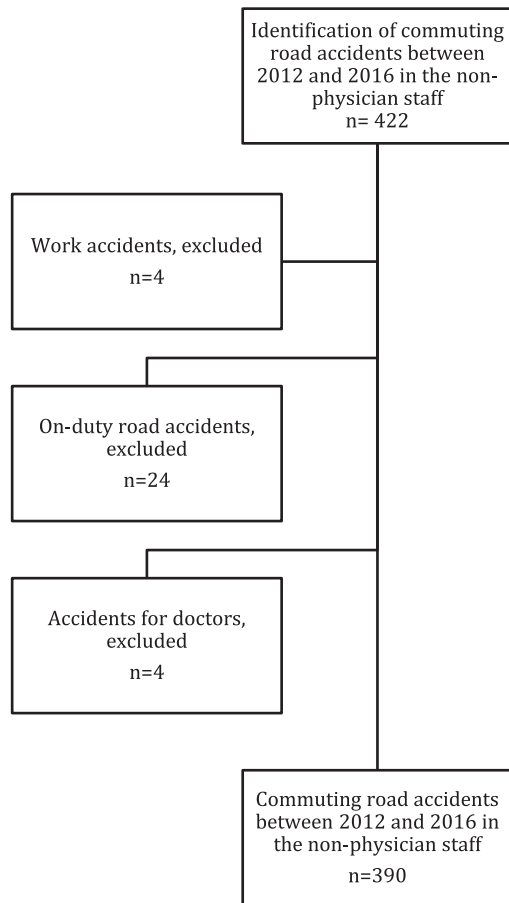 Identification of commuting
road accidents between
2012 and 2016 in the non-
physician staff
n= 422
Work accidents, excluded
n=4
On-duty road accidents,
excluded
n=24
Accidents for doctors,
excluded
n=4
Commuting road accidents
between 2012 and 2016 in
the non-physician staff
n=390